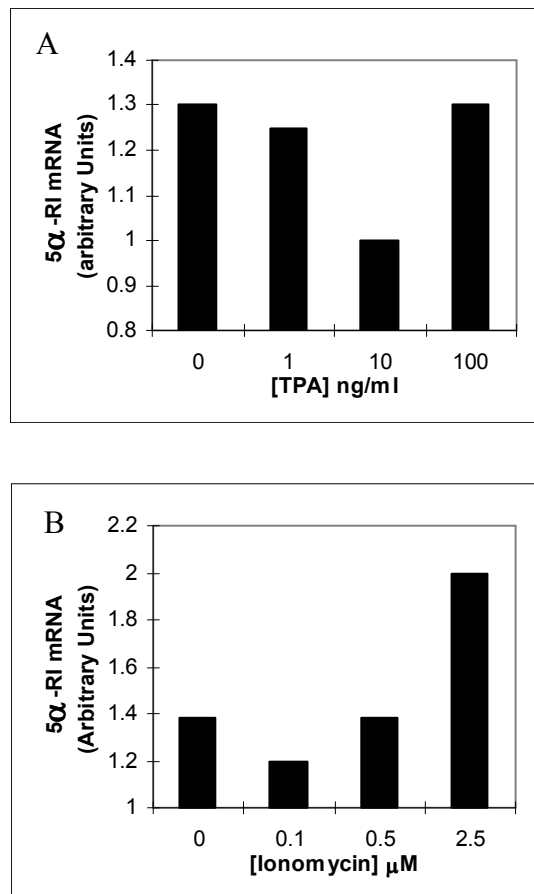 A
5α-RI mRNA
(arbitrary Units)
1.4
1.3
1.2
1.1
1
0.9
0.8
0 1 10 100
[TPA] ng/ml
B
5α-RI mRNA
(Arbitrary Units)
2.2
2
1.8
1.6
1.4
1.2
1
0 0.1 0.5 2.5
[Ionomycin] μM